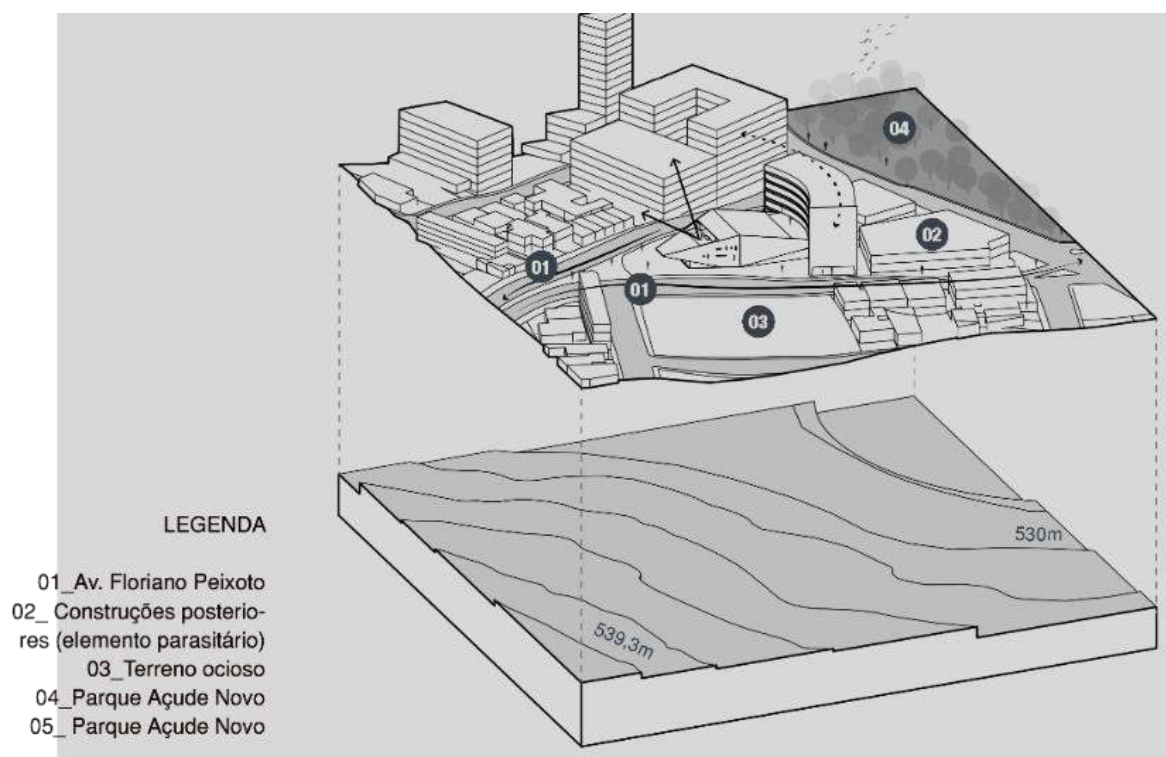 04
02
01
01
03
530m
539,3m
LEGENDA
01_Av. Floriano Peixoto
02_ Construções posterio-
res (elemento parasitário)
03_Terreno ocioso
04_Parque Açude Novo
05_ Parque Açude Novo